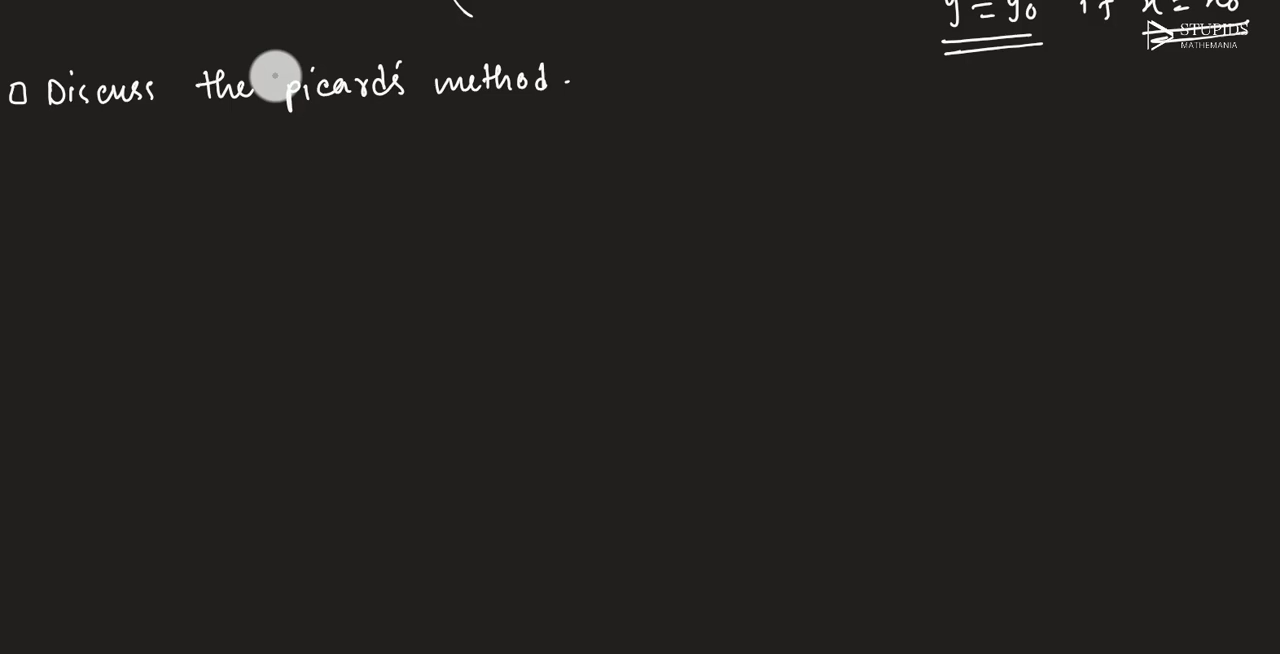 y = y₀ if x = x₀
STUPIDS
MATHEMANIA
□ Discuss the picard's method.